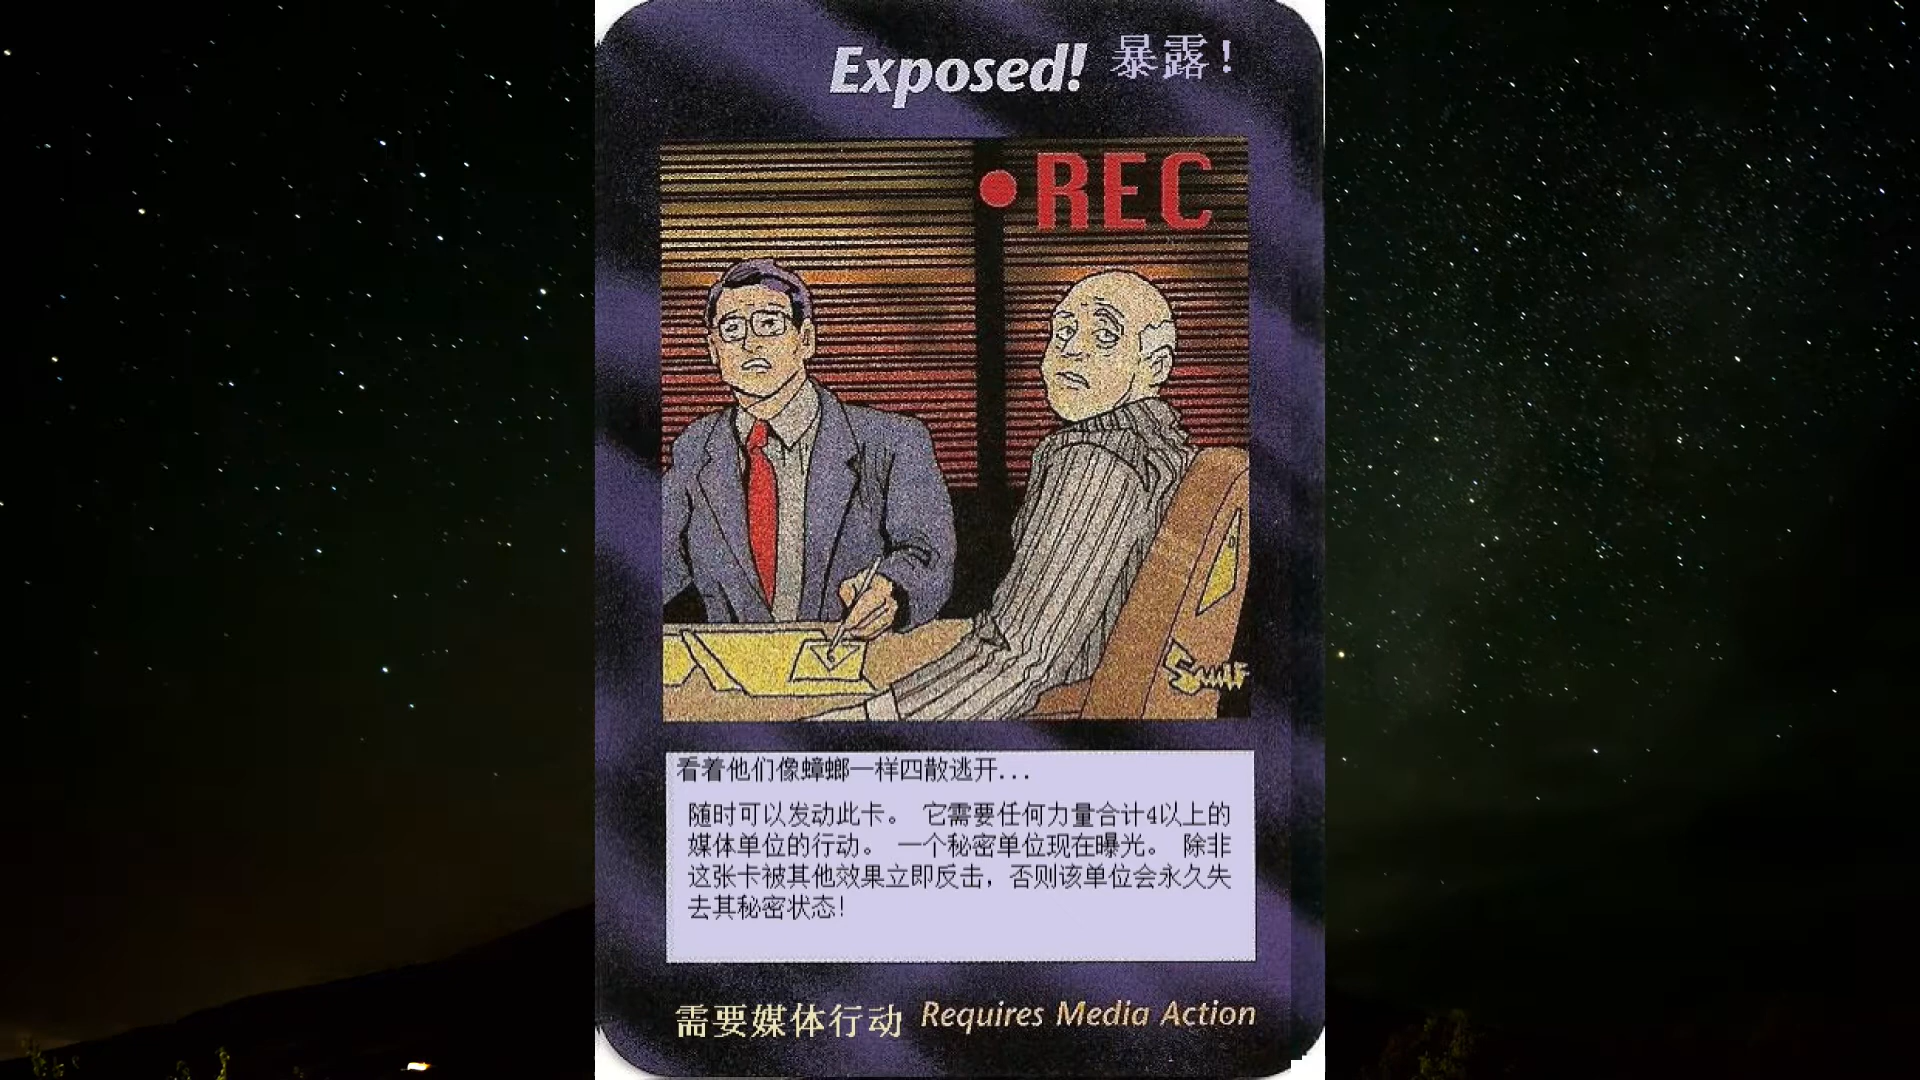 Exposed! 暴露!
REC
看着他们像蟑螂一样四散逃开...
随时可以发动此卡。 它需要任何力量合计4以上的
媒体单位的行动。 一个秘密单位现在曝光。 除非
这张卡被其他效果立即反击, 否则该单位会永久失
去其秘密状态!
需要媒体行动 Requires Media Action